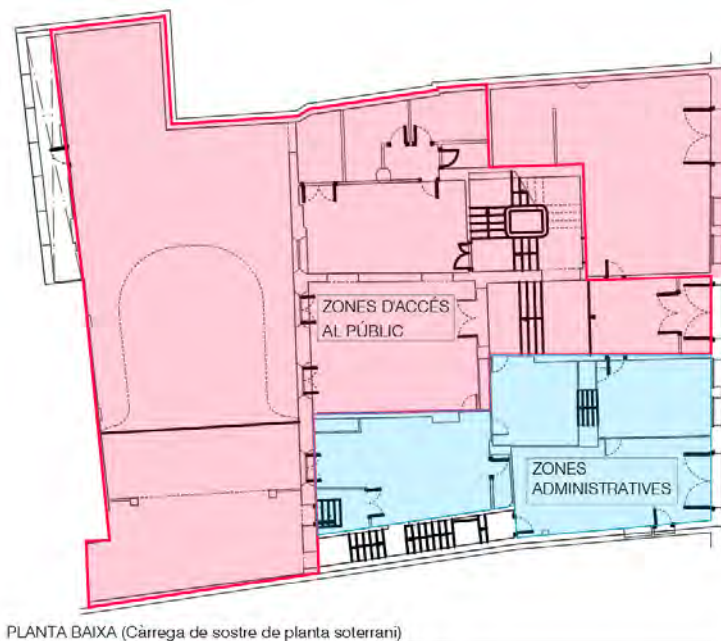 ZONES D'ACCÉS
AL PÚBLIC
ZONES
ADMINISTRATIVES
PLANTA BAIXA (Càrrega de sostre de planta soterrani)